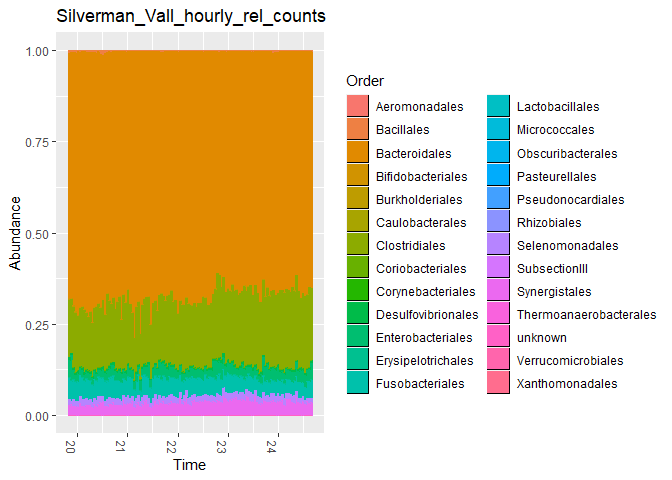 Silverman_Vall_hourly_rel_counts
1.00
0.75
0.50
0.25
0.00
Abundance
20
21
22
23
24
Time
Order
Aeromonadales
Bacillales
Bacteroidales
Bifidobacteriales
Burkholderiales
Caulobacterales
Clostridiales
Coriobacteriales
Corynebacteriales
Desulfovibrionales
Enterobacteriales
Erysipelotrichales
Fusobacteriales
Lactobacillales
Micrococcales
Obscuribacterales
Pasteurellales
Pseudonocardiales
Rhizobiales
Selenomonadales
SubsectionIII
Synergistales
Thermoanaerobacterales
unknown
Verrucomicrobiales
Xanthomonadales